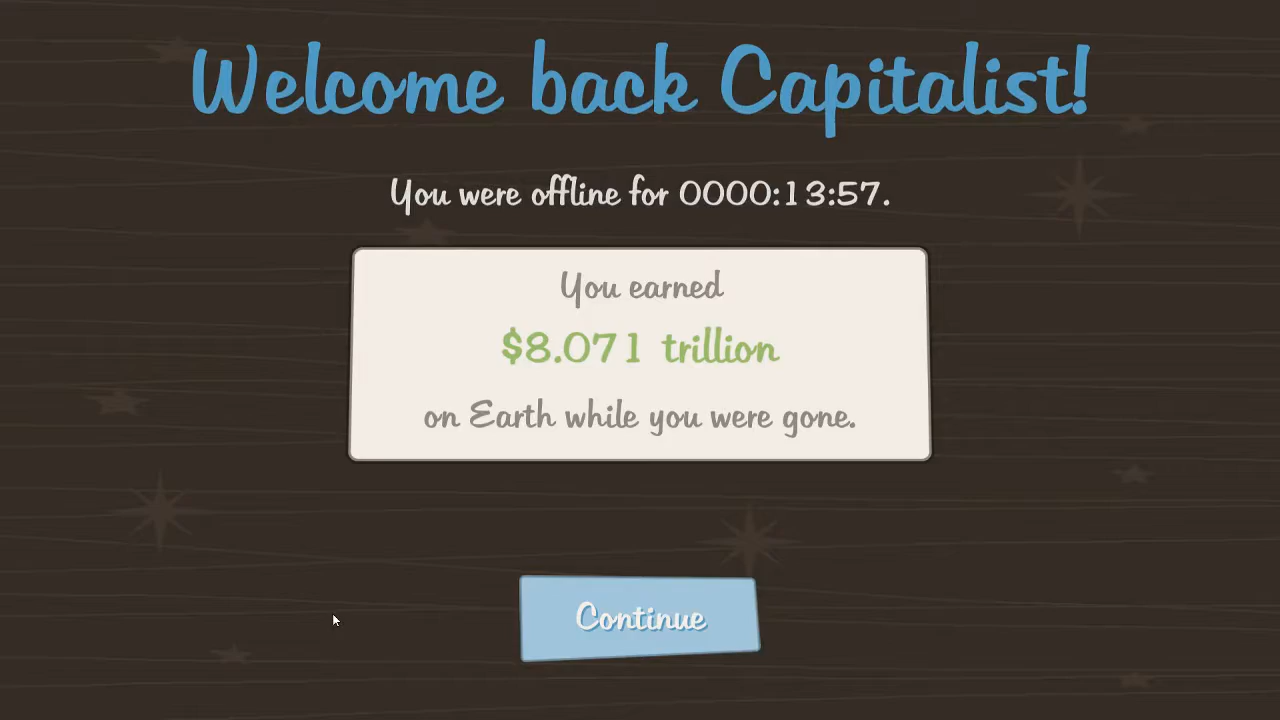 Welcome back Capitalist!
You were offline for 0000:13:57.
You earned
$8.071 trillion
on Earth while you were gone.
Continue